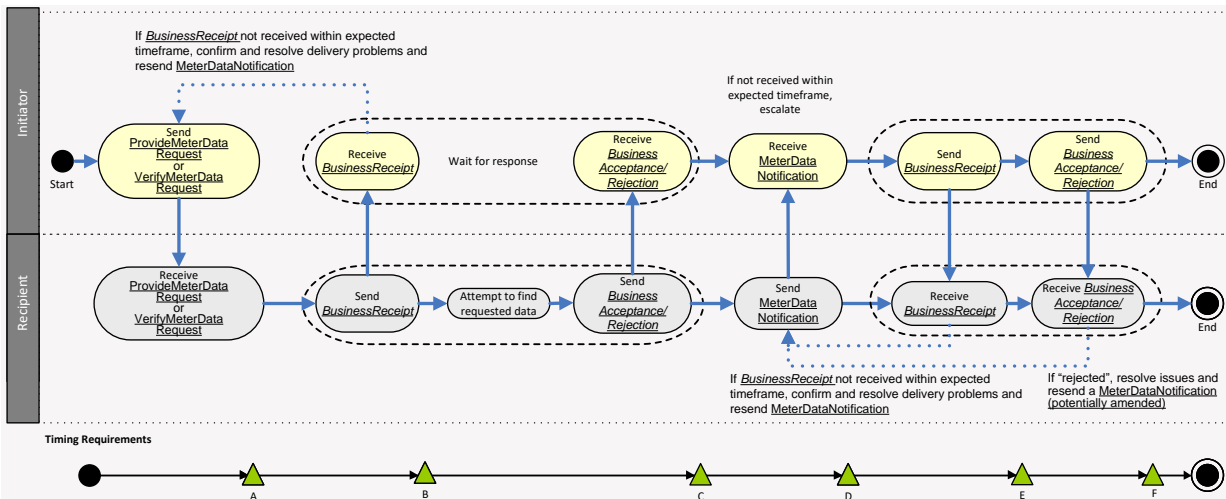 Initiator
If BusinessReceipt not received within expected
timeframe, confirm and resolve delivery problems and
resend MeterDataNotification
If not received within
expected timeframe,
escalate
Start
Send
ProvideMeterData
Request
or
VerifyMeterData
Request
Receive
BusinessReceipt
Wait for response
Receive
Business
Acceptance/
Rejection
Receive
MeterData
Notification
Send
BusinessReceipt
Send
Business
Acceptance/
Rejection
End
Recipient
Receive
ProvideMeterData
Request
or
VerifyMeterData
Request
Send
BusinessReceipt
Attempt to find
requested data
Send
Business
Acceptance/
Rejection
Send
MeterData
Notification
Receive
BusinessReceipt
Receive Business
Acceptance/
Rejection
End
If BusinessReceipt not received within expected
timeframe, confirm and resolve delivery problems and
resend MeterDataNotification
If “rejected”, resolve issues and
resend a MeterDataNotification
(potentially amended)
Timing Requirements
A
B
C
D
E
F